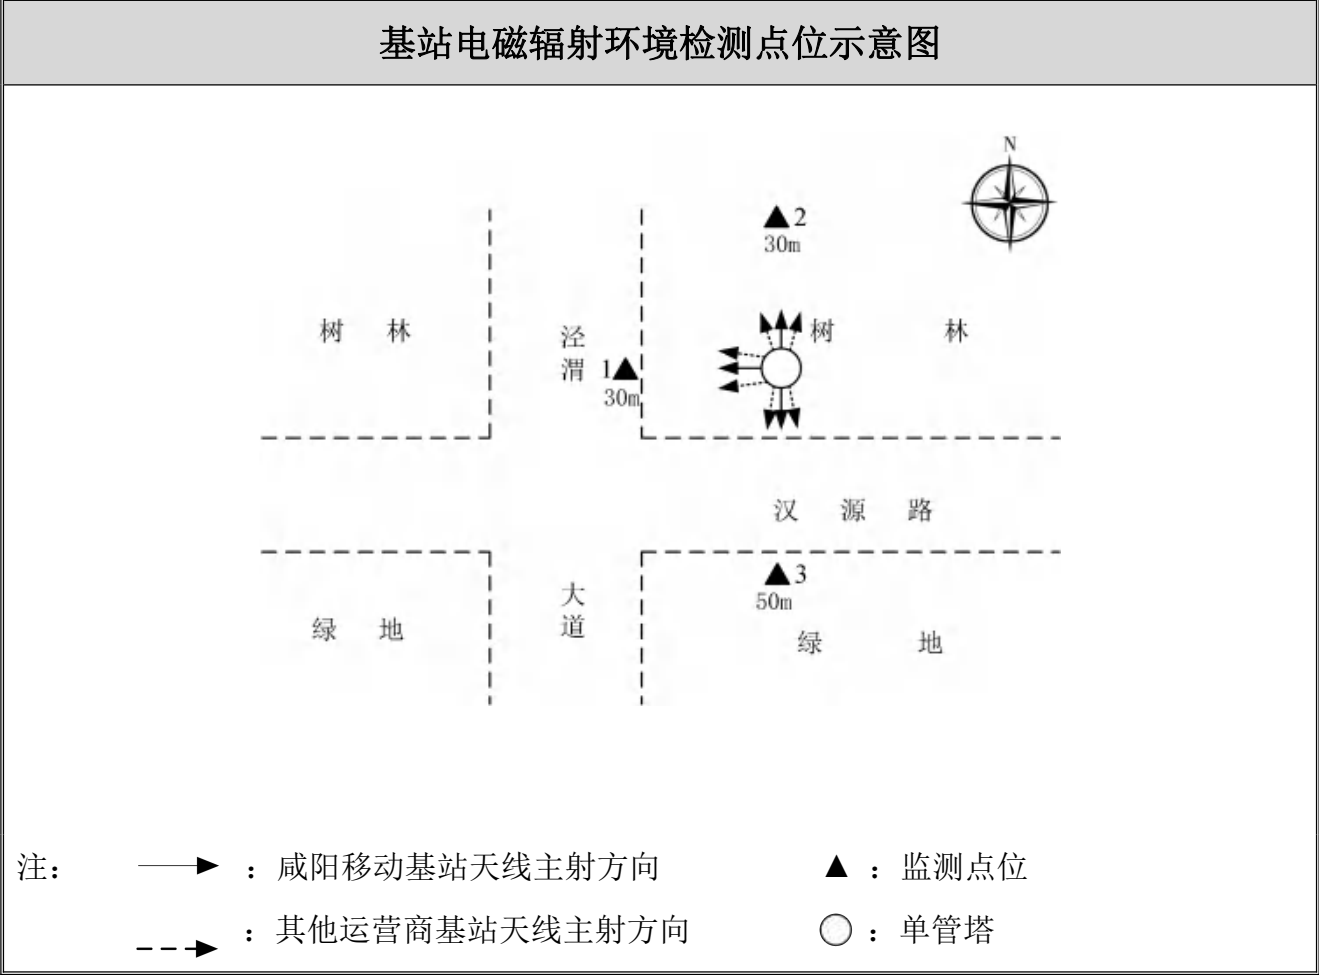 基站电磁辐射环境检测点位示意图
N
▲2
30m
树 林
泾
渭
1▲
30m
树 林
汉 源 路
▲3
50m
大
道
绿 地
绿 地
注：
：咸阳移动基站天线主射方向
▲：监测点位
：其他运营商基站天线主射方向
：单管塔